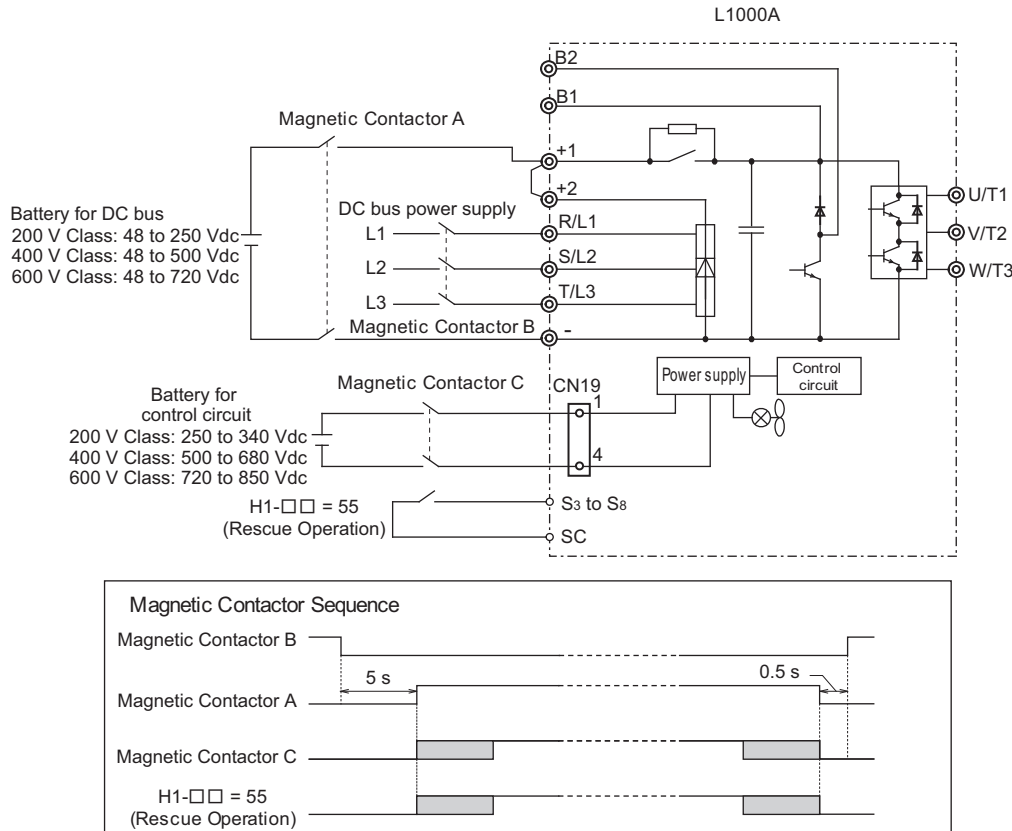 L1000A
B2
B1
Magnetic Contactor A
+1
+2
Battery for DC bus
200 V Class: 48 to 250 Vdc
400 V Class: 48 to 500 Vdc
600 V Class: 48 to 720 Vdc
DC bus power supply
L1
R/L1
L2
S/L2
L3
T/L3
Magnetic Contactor B
-
U/T1
V/T2
W/T3
Battery for
control circuit
200 V Class: 250 to 340 Vdc
400 V Class: 500 to 680 Vdc
600 V Class: 720 to 850 Vdc
Magnetic Contactor C
CN19
1
4
Power supply
Control
circuit
H1-□□ = 55
(Rescue Operation)
S3 to S8
SC
Magnetic Contactor Sequence
Magnetic Contactor B
5 s
0.5 s
Magnetic Contactor A
Magnetic Contactor C
H1-□□ = 55
(Rescue Operation)